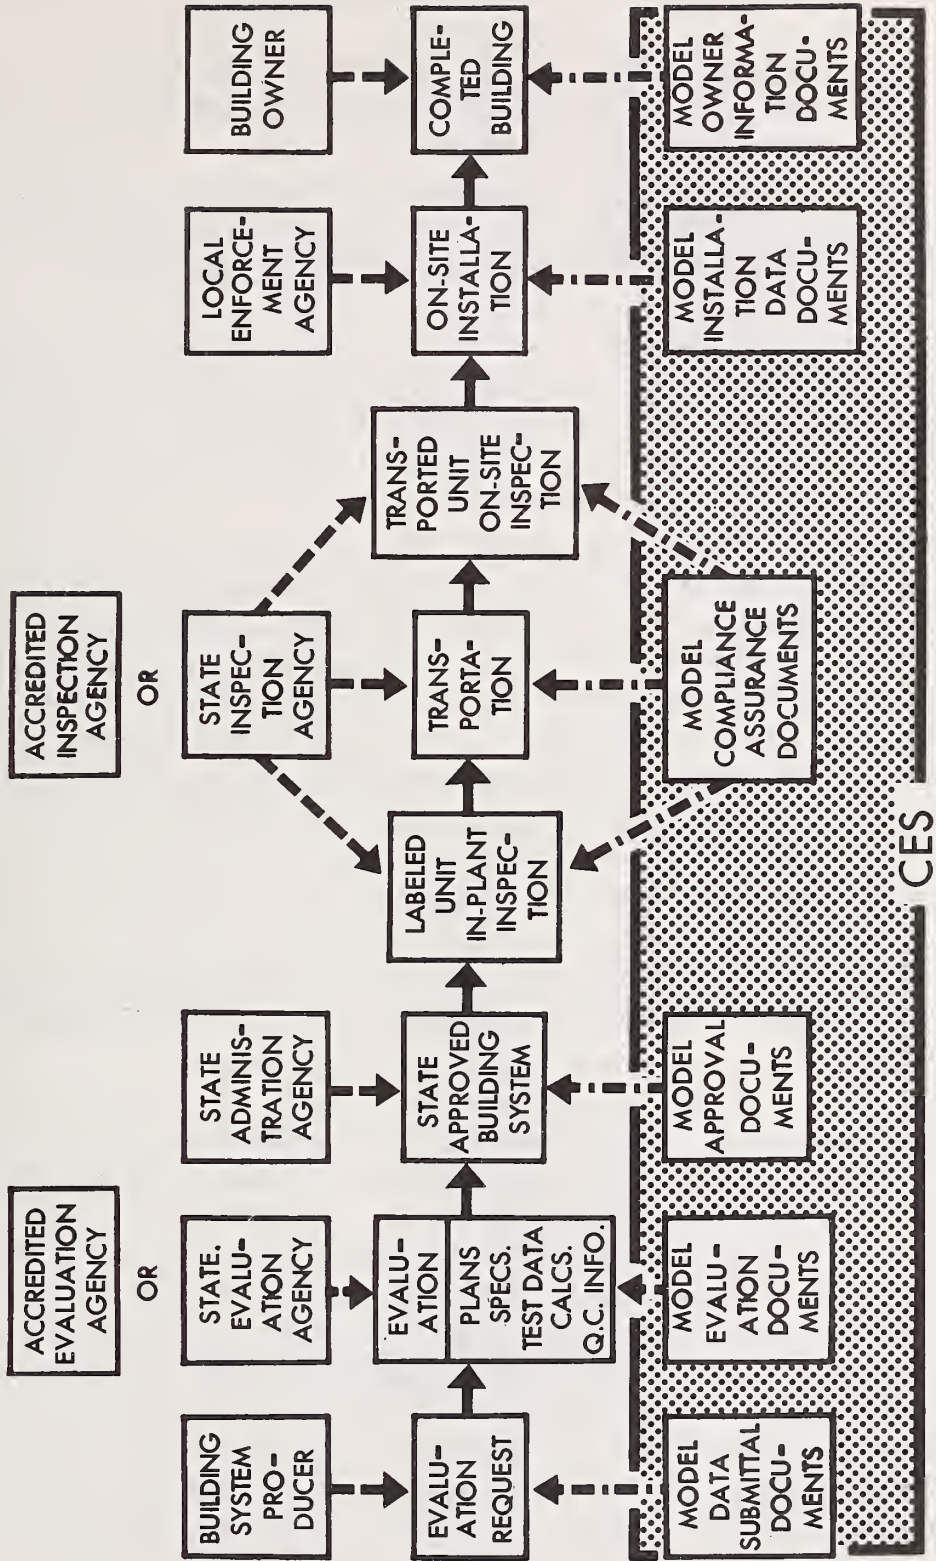 ACCREDITED
EVALUATION
AGENCY
OR
ACCREDITED
INSPECTION
AGENCY
OR
BUILDING
SYSTEM
PRO-
DUCER
STATE.
EVALU-
ATION
AGENCY
STATE
ADMINIS-
TRATION
AGENCY
STATE
INSPEC-
TION
AGENCY
LOCAL
ENFORCE-
MENT
AGENCY
BUILDING
OWNER
EVALU-
ATION
REQUEST
EVALU-
ATION
PLANS
SPECS.
TEST DATA
CALCS.
Q.C. INFO.
STATE
APPROVED
BUILDING
SYSTEM
LABELED
UNIT
IN-PLANT
INSPEC-
TION
TRANS-
PORTA-
TION
TRANS-
PORTED
UNIT
ON-SITE
INSPEC-
TION
ON-SITE
INSTALLA-
TION
COMPLE-
TED
BUILDING
MODEL
DATA
SUBMITTAL
DOCU-
MENTS
MODEL
EVALU-
ATION
DOCU-
MENTS
MODEL
APPROVAL
DOCU-
MENTS
MODEL
COMPLIANCE
ASSURANCE
DOCUMENTS
MODEL
INSTALLA-
TION
DATA
DOCU-
MENTS
MODEL
OWNER
INFORMA-
TION
DOCU-
MENTS
CES